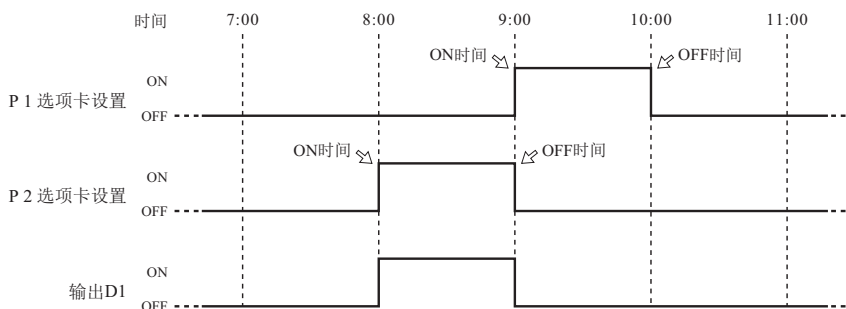 时间 7:00 8:00 9:00 10:00 11:00
ON时间 OFF时间
ON
P 1 选项卡设置
OFF
ON时间 OFF时间
ON
P 2 选项卡设置
OFF
ON
输出D1
OFF